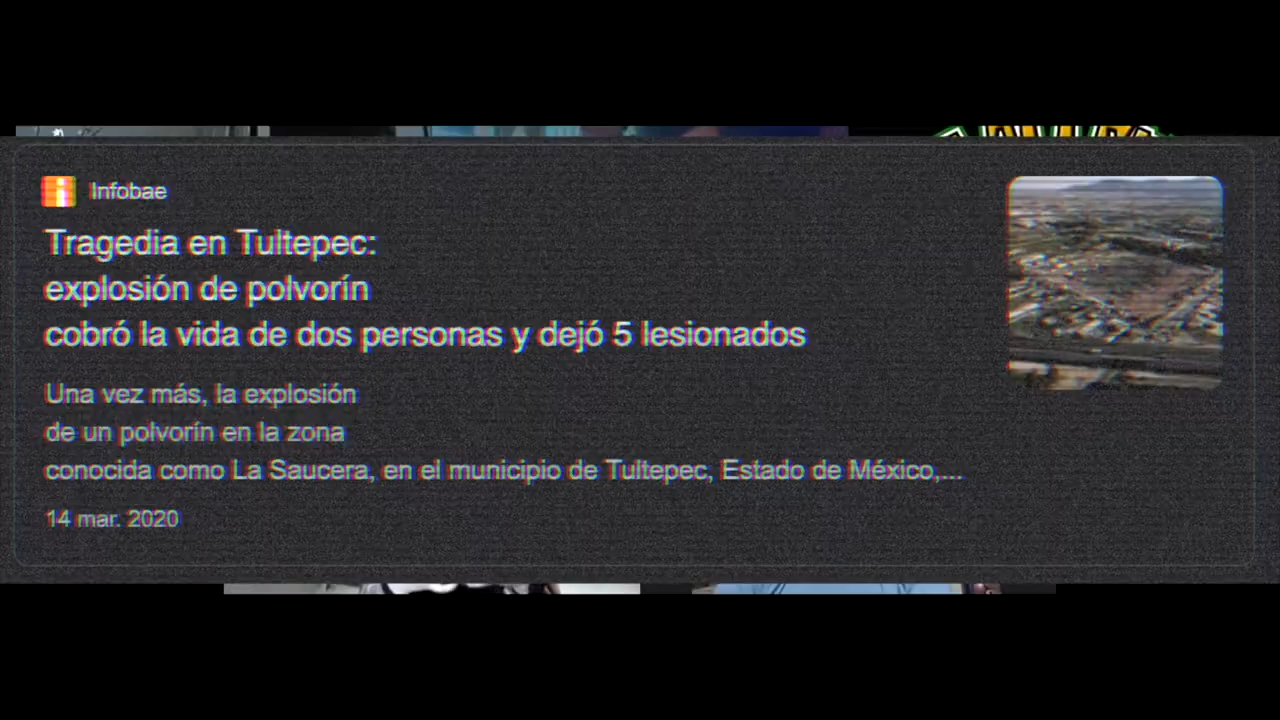 Infobae
Tragedia en Tultepec:
explosión de polvorín
cobró la vida de dos personas y dejó 5 lesionados
Una vez más, la explosión
de un polvorín en la zona
conocida como La Saucera, en el municipio de Tultepec, Estado de México,...
14 mar. 2020